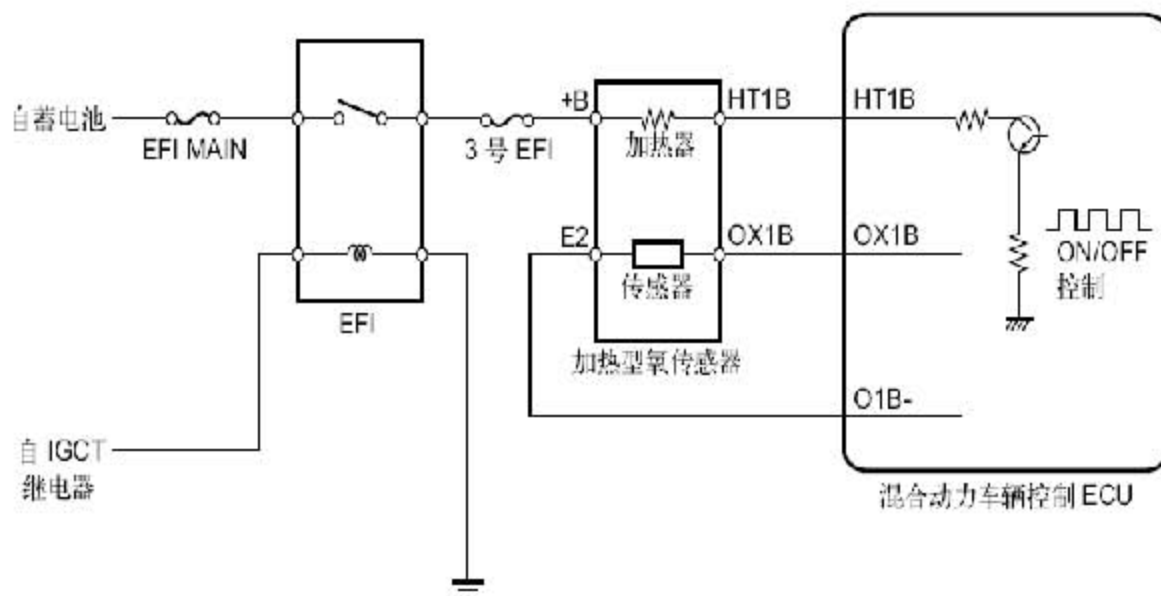 自蓄电池
EFI MAIN
3 号 EFI
+B
加热器
HT1B
HT1B
E2
传感器
OX1B
OX1B
ON/OFF
控制
EFI
加热型氧传感器
O1B-
自 IGCT
继电器
混合动力车辆控制 ECU